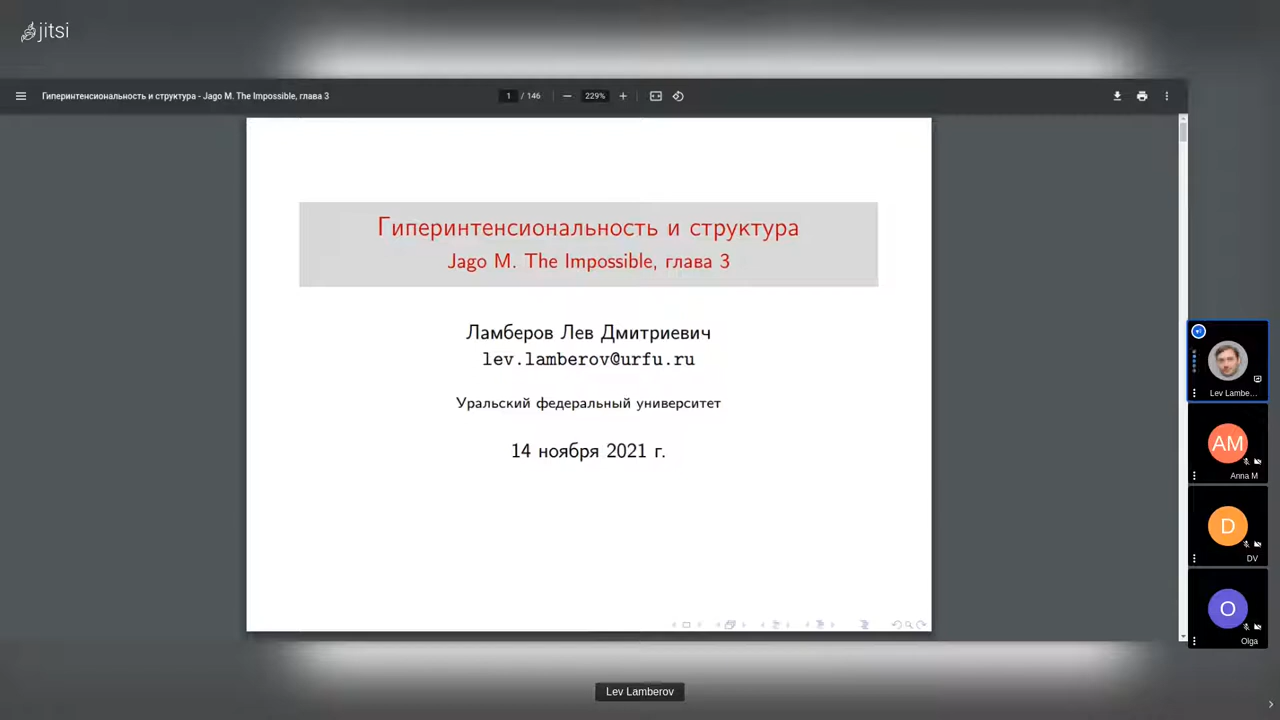 jitsi
Гиперинтенсиональность и структура - Jago M. The Impossible, глава 3
1 / 146
229%
Гиперинтенсиональность и структура
Jago M. The Impossible, глава 3
Ламберов Лев Дмитриевич
lev.lamberov@urfu.ru
Уральский федеральный университет
14 ноября 2021 г.
Lev Lambe...
AM
Anna M
D
DV
O
Olga
Lev Lamberov